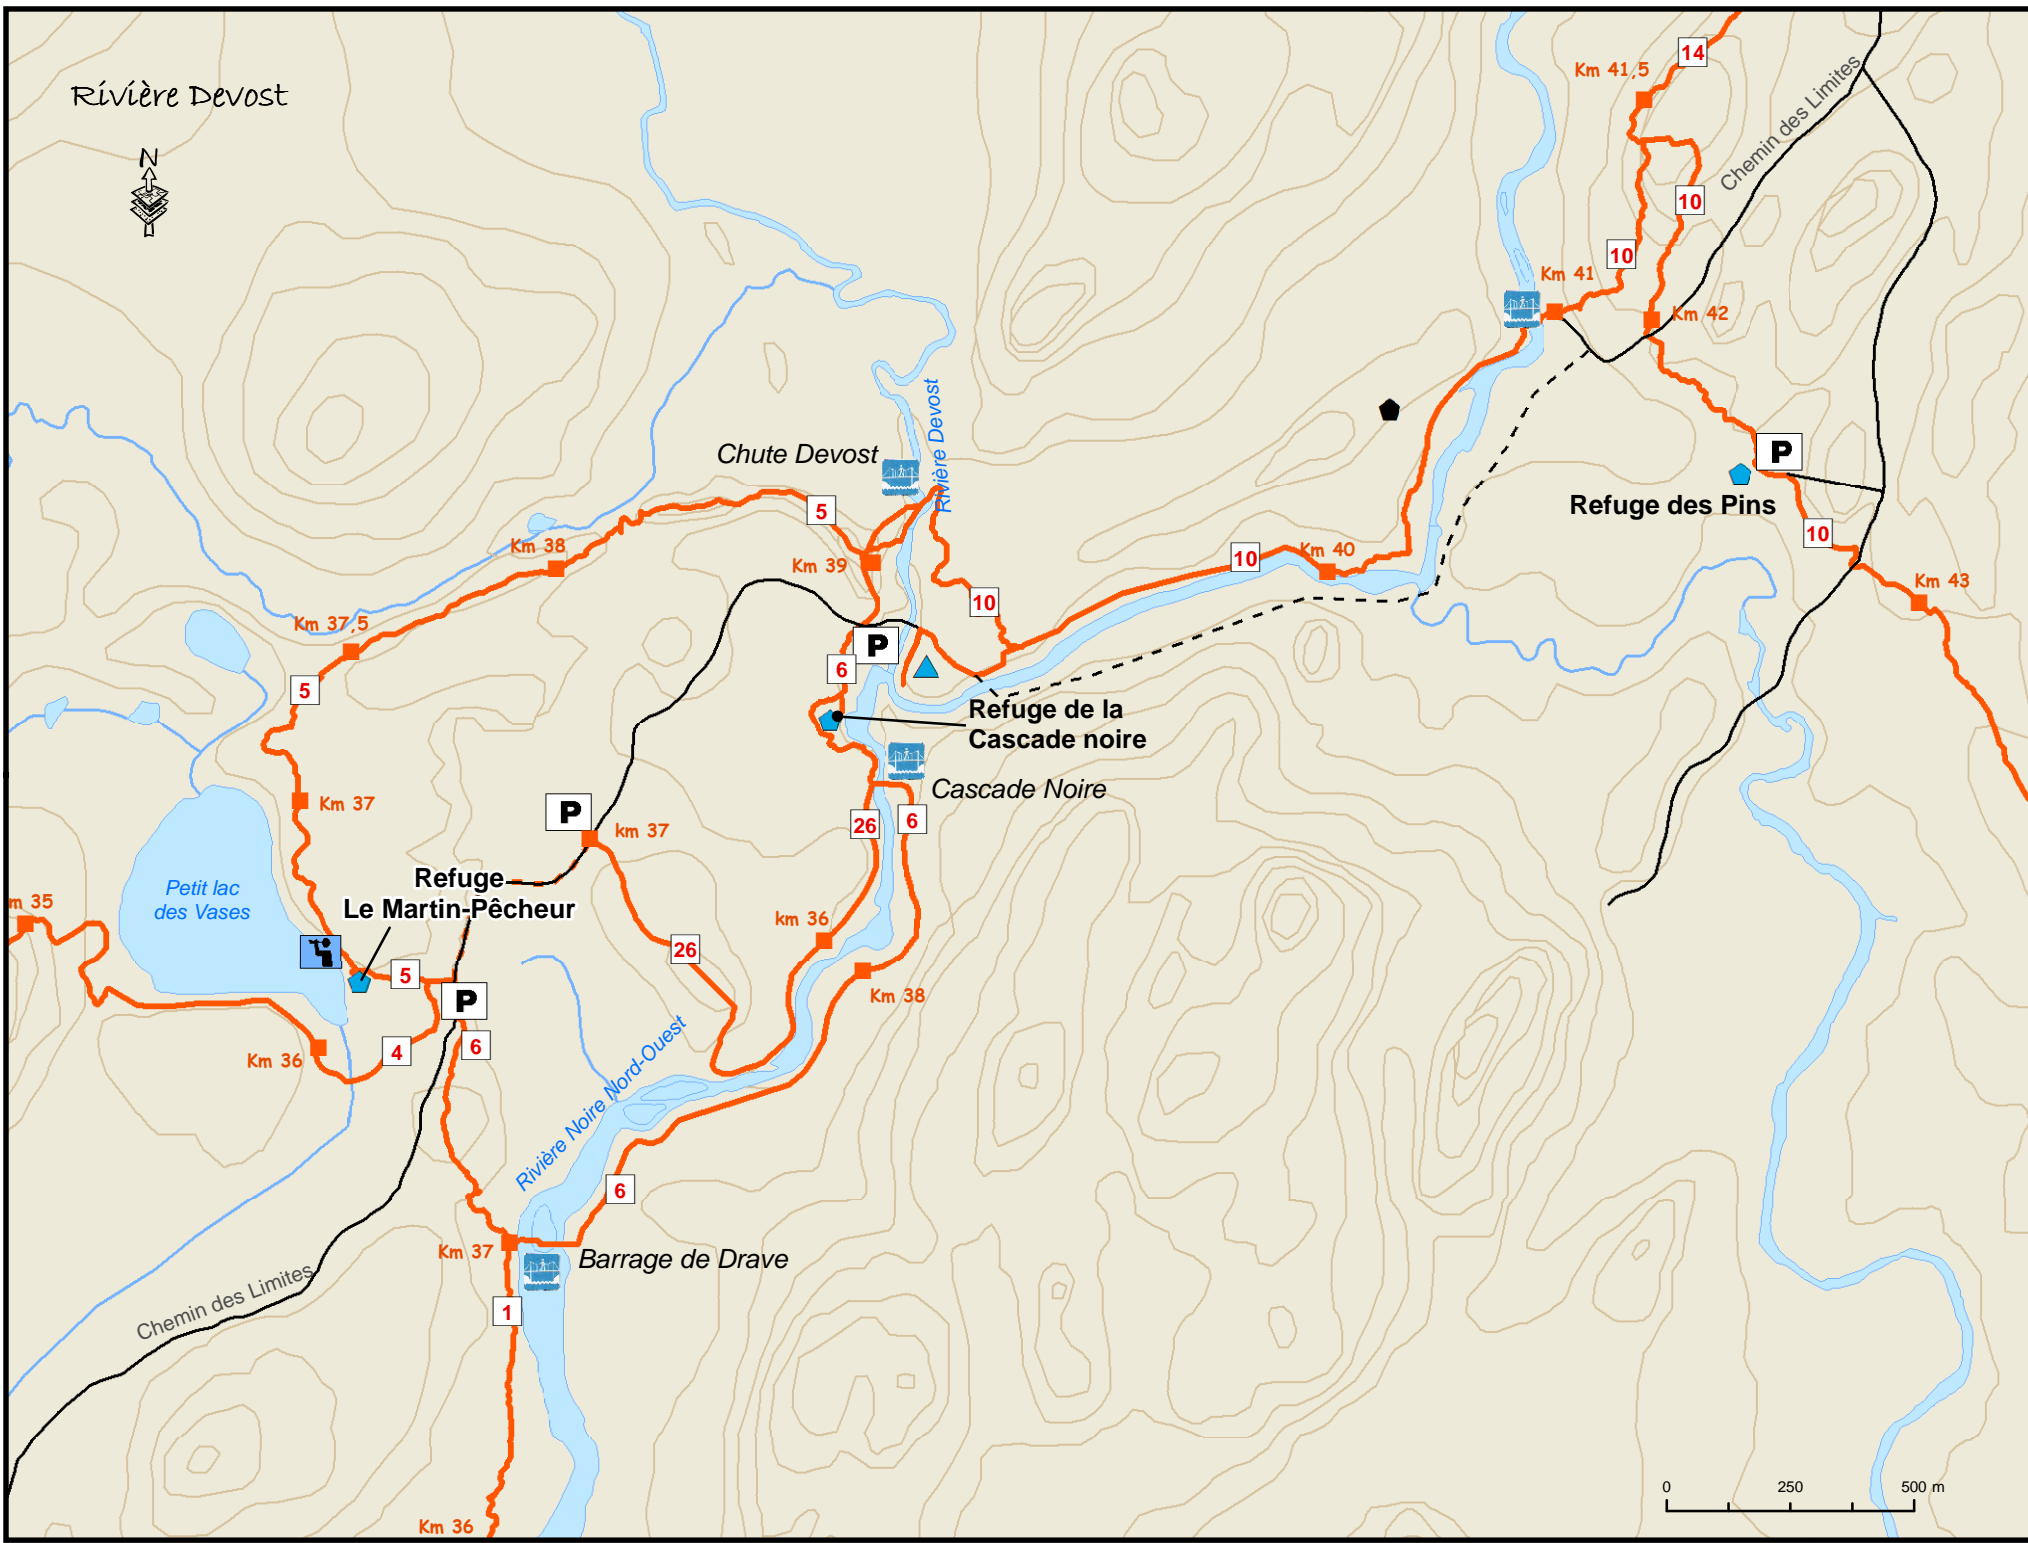 14
Km 41,5
Rivière Devost
N
Chemin des Limites
10
10
Km 41
Km 42
Rivière Devost
Chute Devost
P
Refuge des Pins
5
10
Km 38
Km 39
10
Km 40
Km 43
10
Km 37,5
P
6
5
Refuge de la
Cascade noire
Cascade Noire
Km 37
P
km 37
26
6
Refuge
Le Martin-Pêcheur
Petit lac
des Vases
m 35
km 36
26
5
P
Km 38
4
6
Km 36
Rivière Noire Nord-Ouest
6
Km 37
Barrage de Drave
Chemin des Limites
1
0 250 500 m
Km 36